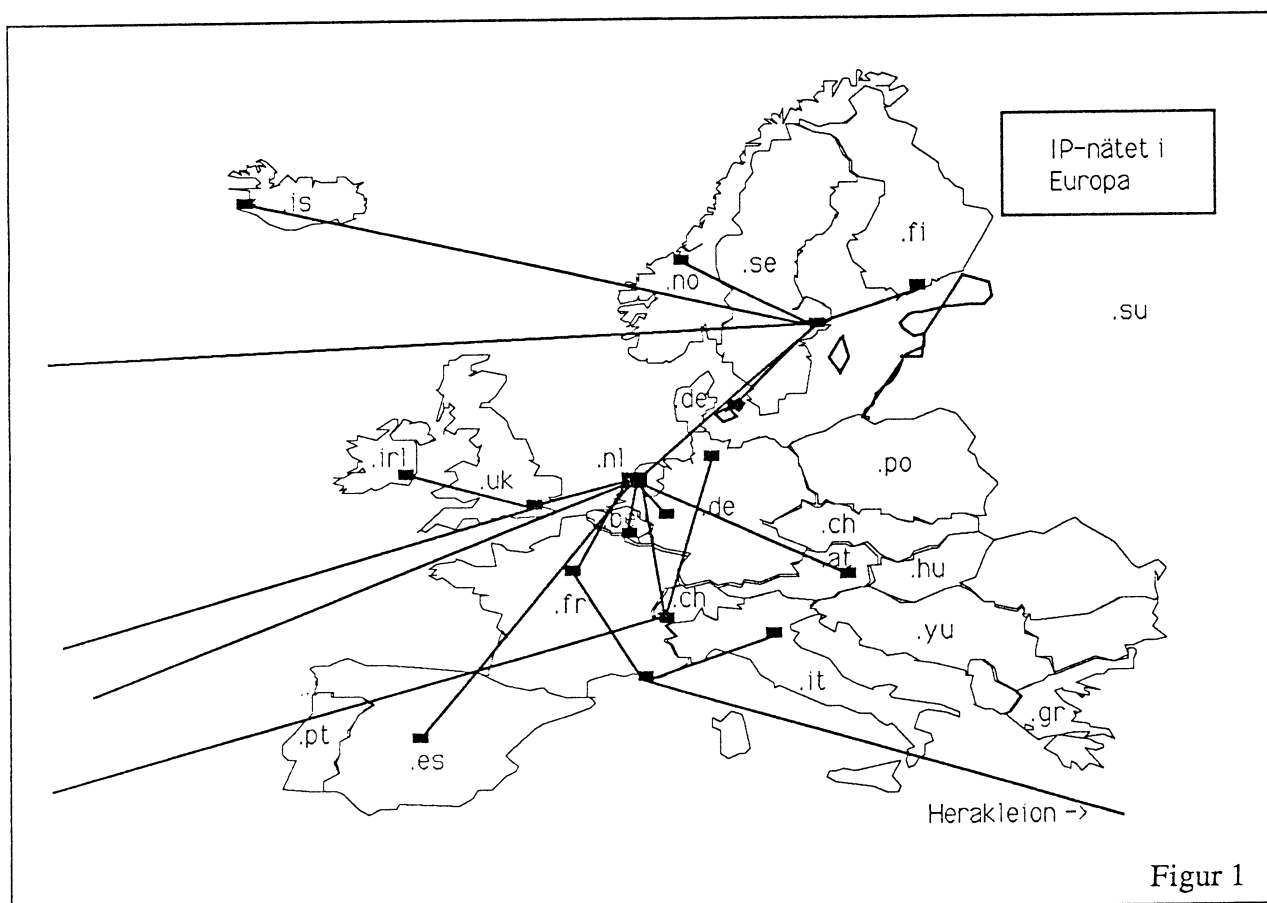 IP-nätet i
Europa
.is
.fi
.se
.no
.su
.de
.irl
.nl
.po
.uk
.de
.ch
.be
.at
.hu
.fr
.ch
.yu
.it
.gr
.pt
.es
Herakleion ->
Figur 1